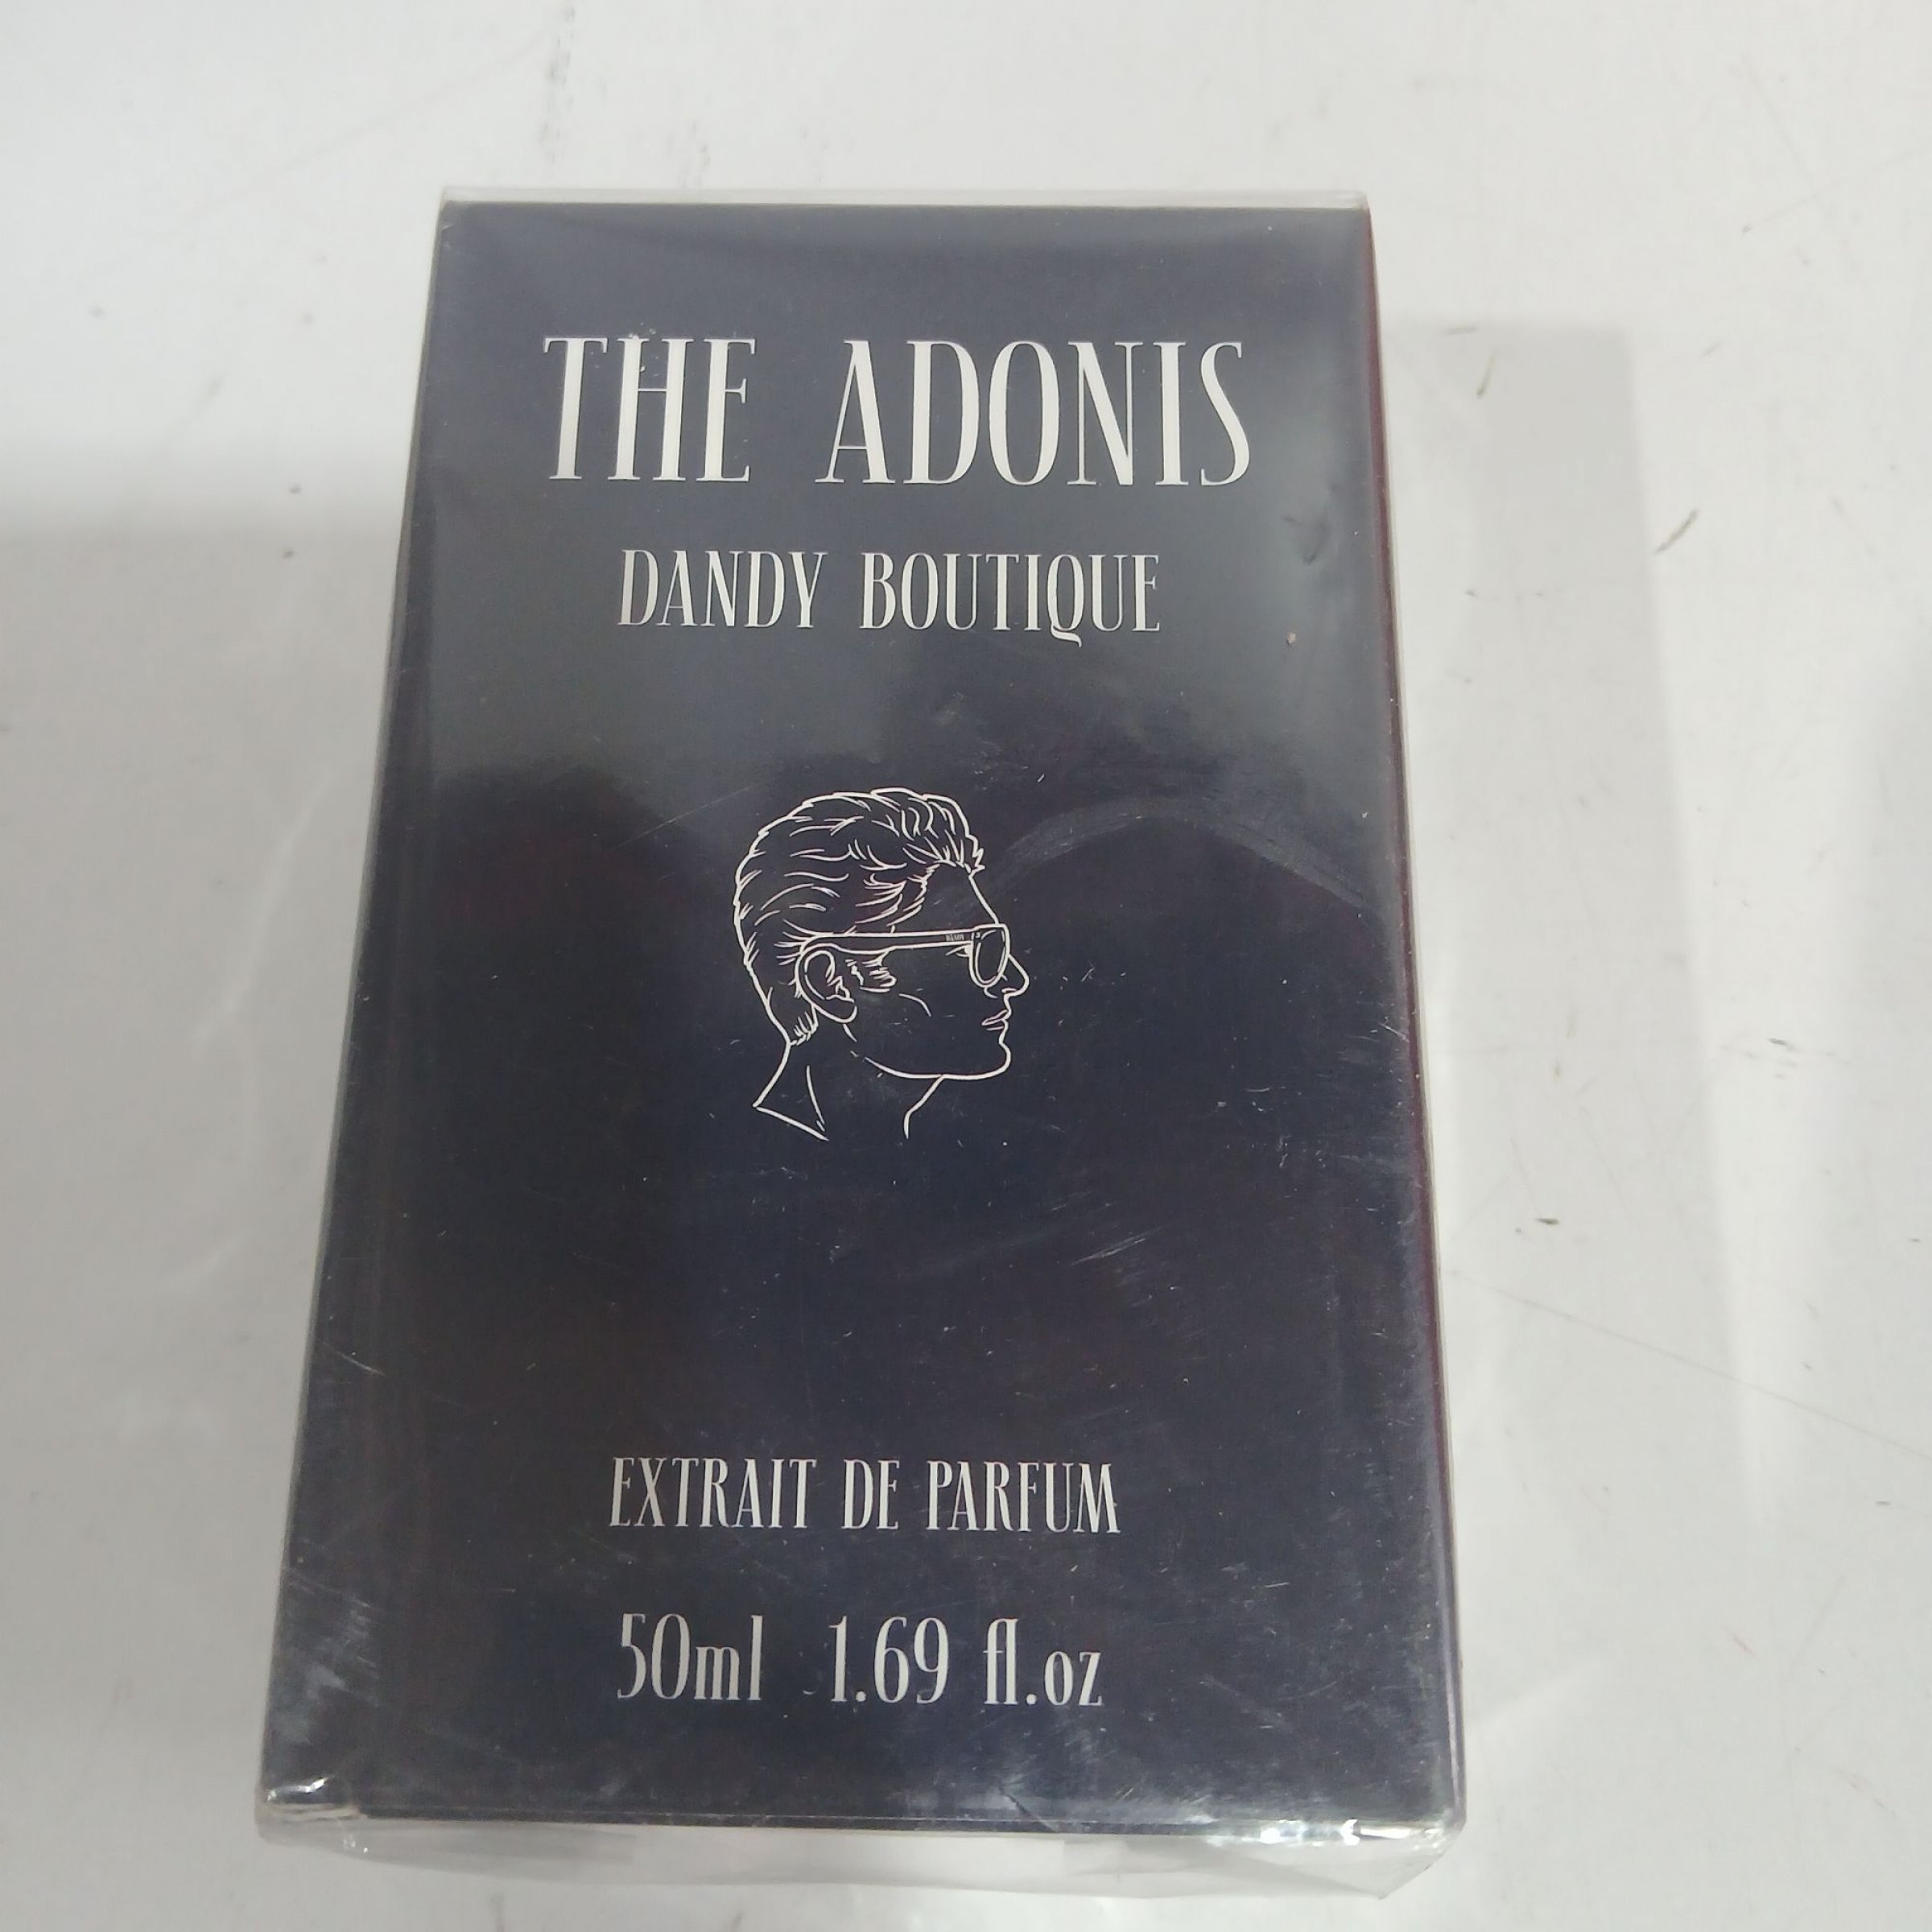 THE ADONIS
DANDY BOUTIQUE
EXTRAIT DE PARFUM
50ml 1.69 fl.oz